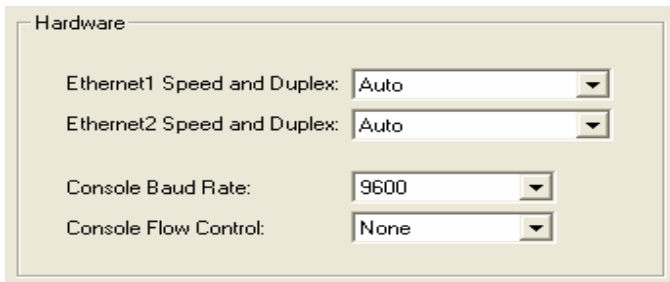 Hardware
Ethernet1 Speed and Duplex: Auto
Ethernet2 Speed and Duplex: Auto
Console Baud Rate: 9600
Console Flow Control: None